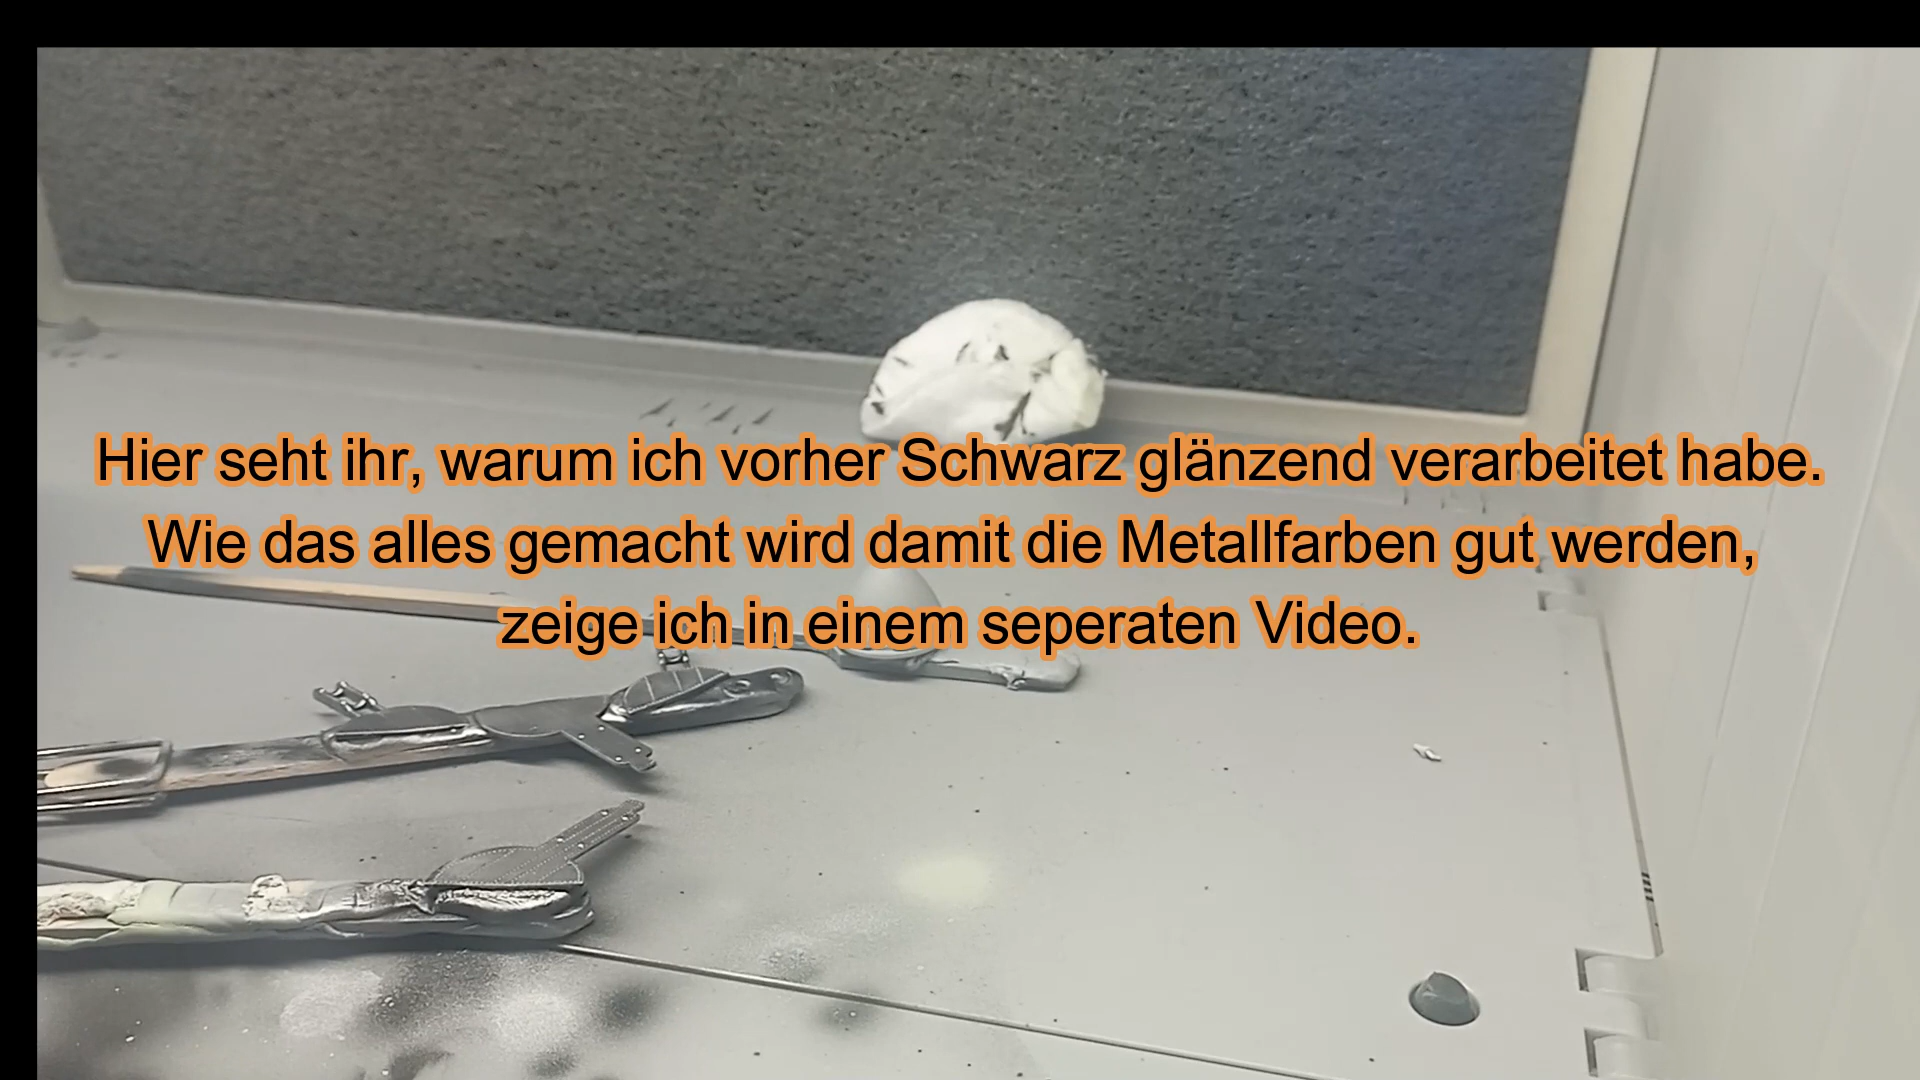 Hier seht ihr, warum ich vorher Schwarz glänzend verarbeitet habe.
Wie das alles gemacht wird damit die Metallfarben gut werden,
zeige ich in einem seperaten Video.